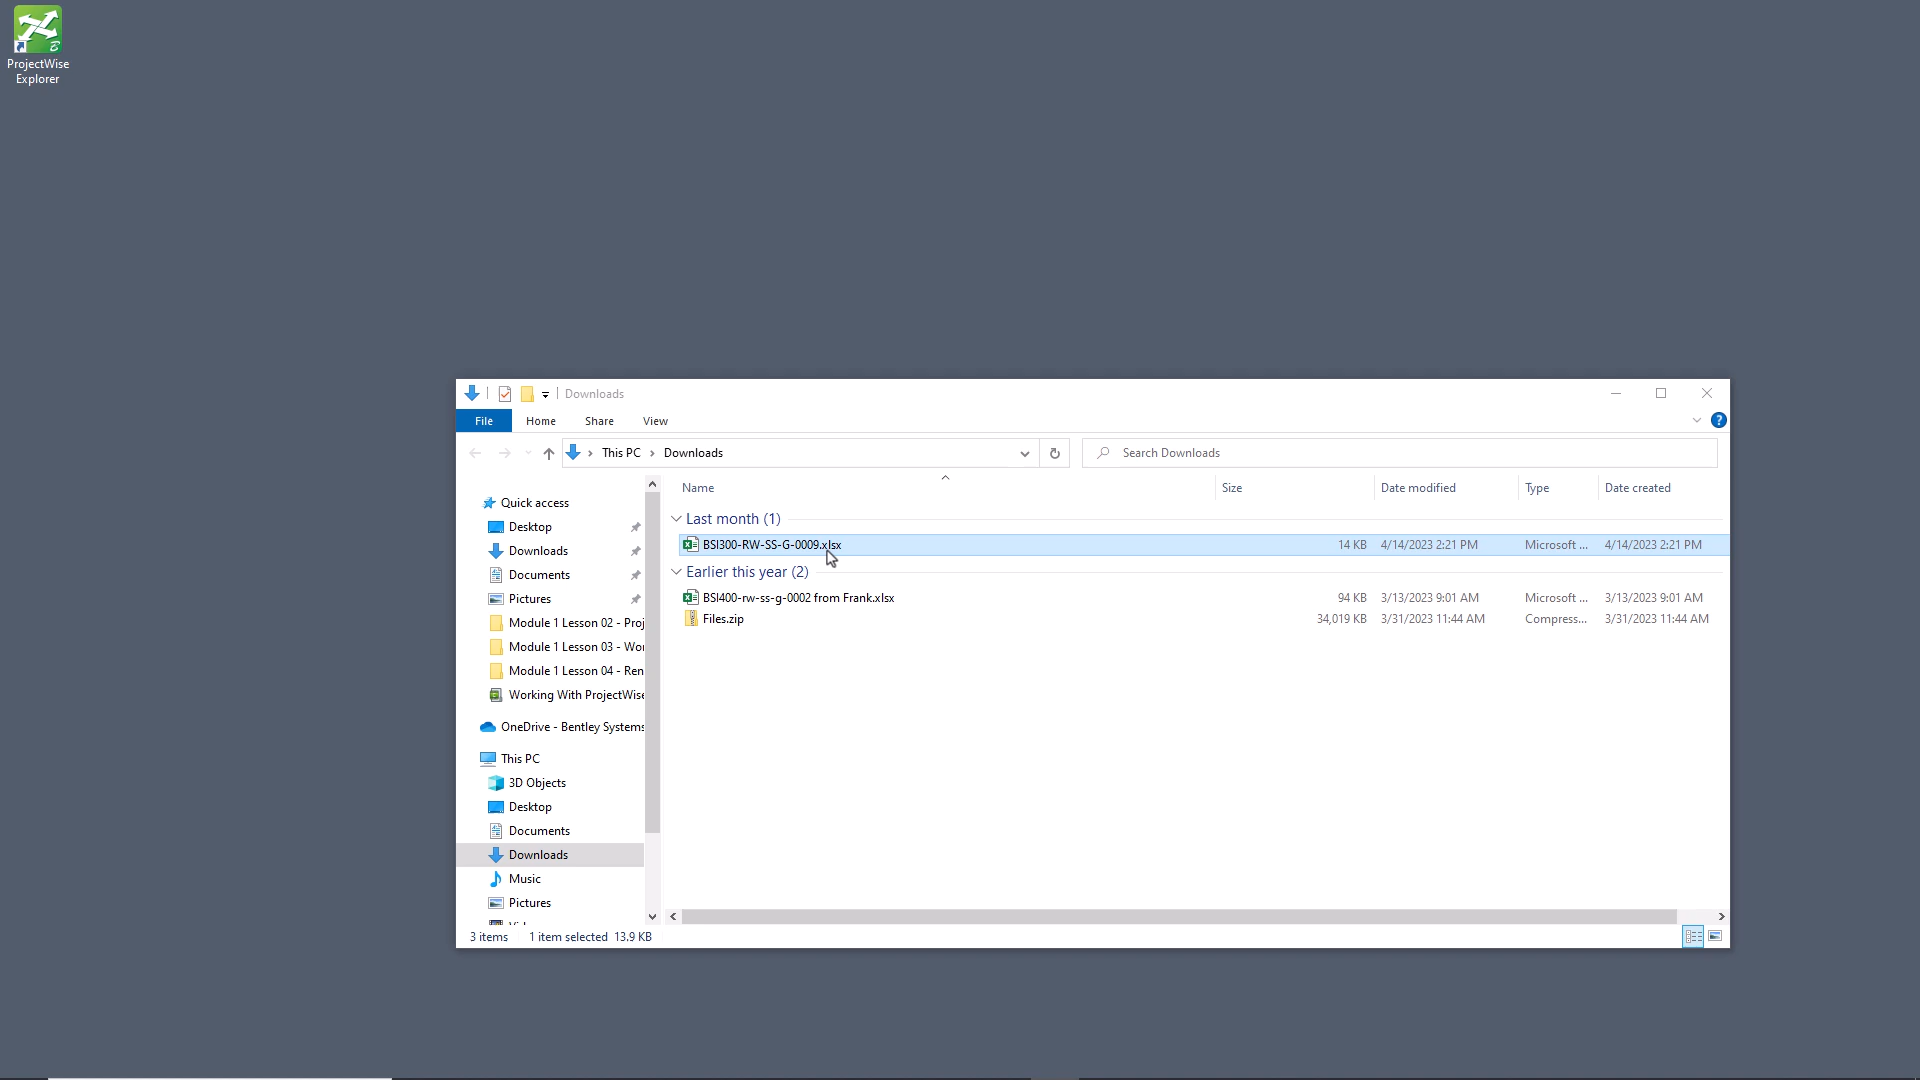 ProjectWise
Explorer
Downloads
File Home Share View
This PC Downloads
Search Downloads
Name Size Date modified Type Date created
Quick access
Desktop
Downloads
Documents
Pictures
Module 1 Lesson 02 - Proj
Module 1 Lesson 03 - Wo
Module 1 Lesson 04 - Ren
Working With ProjectWise
OneDrive - Bentley Systems
This PC
3D Objects
Desktop
Documents
Downloads
Music
Pictures
Last month (1)
BSI300-RW-SS-G-0009.xlsx 14 KB 4/14/2023 2:21 PM Microsoft ... 4/14/2023 2:21 PM
Earlier this year (2)
BSI400-rw-ss-g-0002 from Frank.xlsx 94 KB 3/13/2023 9:01 AM Microsoft ... 3/13/2023 9:01 AM
Files.zip 34,019 KB 3/31/2023 11:44 AM Compress... 3/31/2023 11:44 AM
3 items 1 item selected 13.9 KB